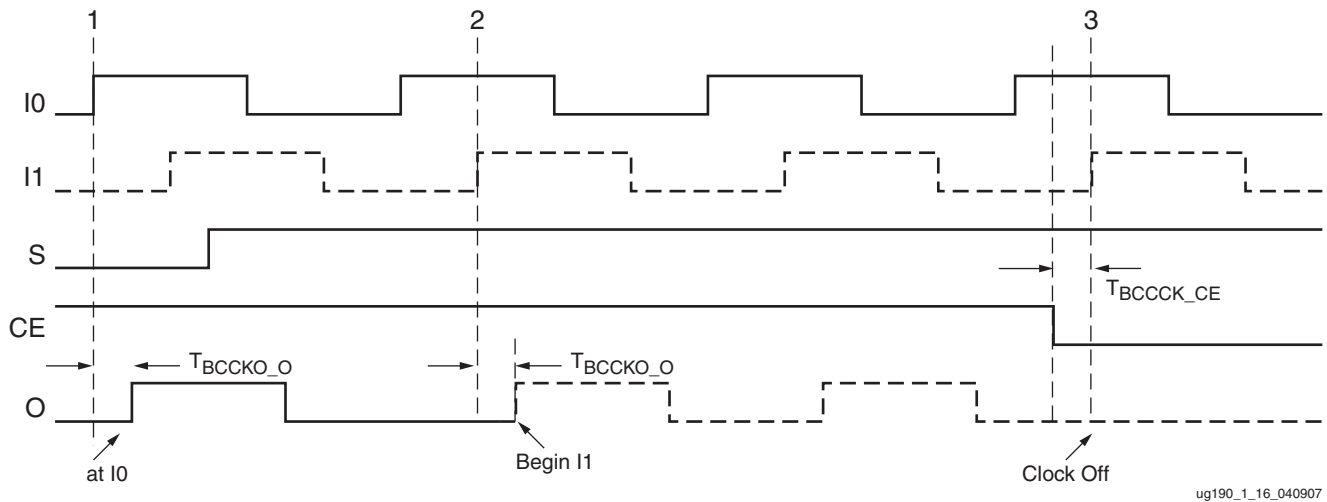 1 2 3
I0
I1
S
T_BCCCK_CE
CE
T_BCCKO_O T_BCCKO_O
O
at I0
Begin I1
Clock Off
ug190_1_16_040907